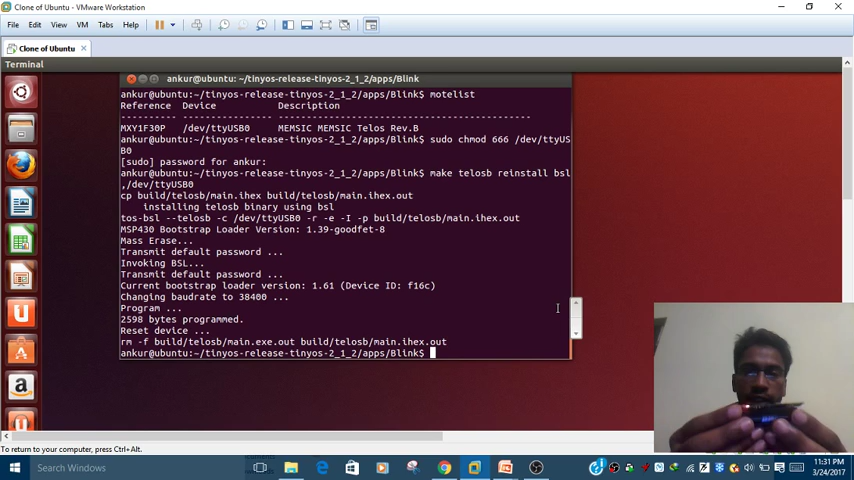 Clone of Ubuntu - VMware Workstation
File Edit View VM Tabs Help
Clone of Ubuntu
Terminal
ankur@ubuntu: ~/tinyos-release-tinyos-2_1_2/apps/Blink
ankur@ubuntu:~/tinyos-release-tinyos-2_1_2/apps/Blink$ motelist
Reference Device Description
---------- ---------------- ---------------------------------------------
MXY1F30P /dev/ttyUSB0 MEMSIC MEMSIC Telos Rev.B
ankur@ubuntu:~/tinyos-release-tinyos-2_1_2/apps/Blink$ sudo chmod 666 /dev/ttyUS
B0
[sudo] password for ankur:
ankur@ubuntu:~/tinyos-release-tinyos-2_1_2/apps/Blink$ make telosb reinstall bsl
,/dev/ttyUSB0
cp build/telosb/main.ihex build/telosb/main.ihex.out
installing telosb binary using bsl
tos-bsl --telosb -c /dev/ttyUSB0 -r -e -I -p build/telosb/main.ihex.out
MSP430 Bootstrap Loader Version: 1.39-goodfet-8
Mass Erase...
Transmit default password ...
Invoking BSL...
Transmit default password ...
Current bootstrap loader version: 1.61 (Device ID: f16c)
Changing baudrate to 38400 ...
Program ...
2598 bytes programmed.
Reset device ...
rm -f build/telosb/main.exe.out build/telosb/main.ihex.out
ankur@ubuntu:~/tinyos-release-tinyos-2_1_2/apps/Blink$
To return to your computer, press Ctrl+Alt.
Search Windows
11:31 PM
3/24/2017